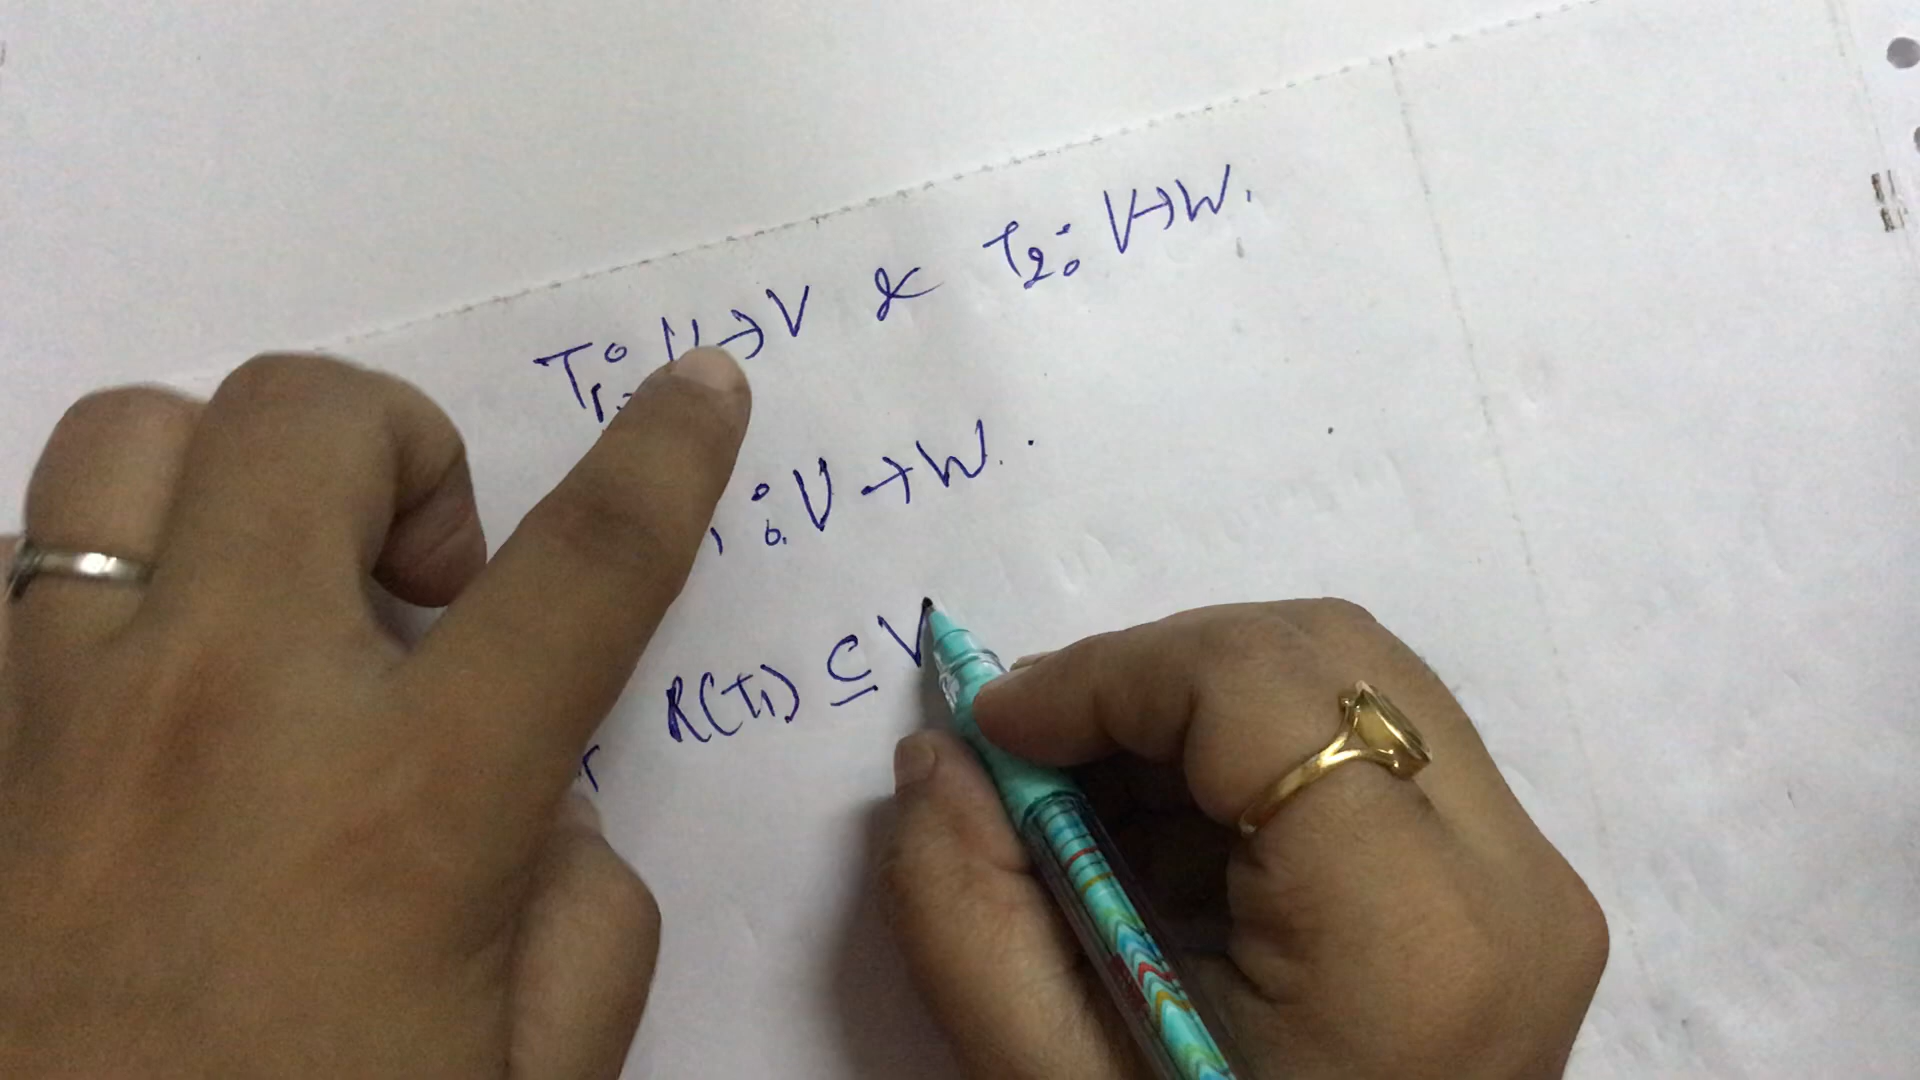 T₁: U→V & T₂: V→W.
: U→W.
R(T₁) ⊆ V